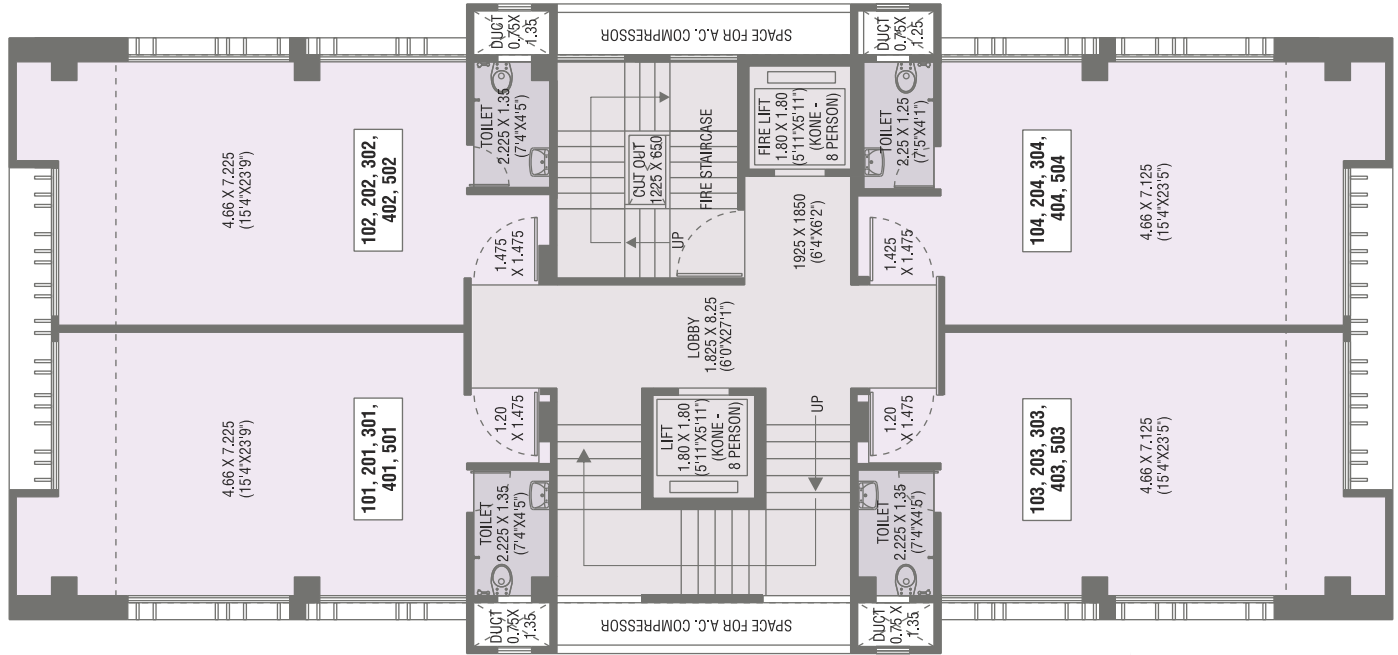 DUCT
0.75X
1.35
SPACE FOR A.C. COMPRESSOR
DUCT
0.75X
1.25
4.66 X 7.225
(15'4"X23'9")
102, 202, 302,
402, 502
TOILET
2.225 X 1.35
(7'4"X4'5")
CUT OUT
1225 X 650
FIRE STAIRCASE
UP
FIRE LIFT
1.80 X 1.80
(5'11"X5'11")
(KONE -
8 PERSON)
TOILET
2.25 X 1.25
(7'5"X4'1")
104, 204, 304,
404, 504
4.66 X 7.125
(15'4"X23'5")
1.475
X 1.475
1925 X 1850
(6'4"X6'2")
1.425
X 1.475
LOBBY
1.825 X 8.25
(6'0"X27'1")
4.66 X 7.225
(15'4"X23'9")
101, 201, 301,
401, 501
1.20
X 1.475
LIFT
1.80 X 1.80
(5'11"X5'11")
(KONE -
8 PERSON)
UP
1.20
X 1.475
103, 203, 303,
403, 503
4.66 X 7.125
(15'4"X23'5")
TOILET
2.225 X 1.35
(7'4"X4'5")
TOILET
2.225 X 1.35
(7'4"X4'5")
DUCT
0.75X
1.35
SPACE FOR A.C. COMPRESSOR
DUCT
0.75 X
1.35